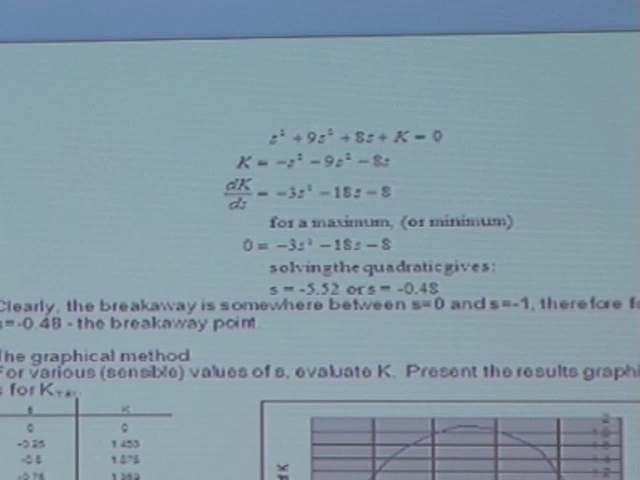 s³ + 9s² + 8s + K = 0
K = -s³ - 9s² - 8s
dK/ds = -3s² - 18s - 8
for a maximum, (or minimum)
0 = -3s² - 18s - 8
solving the quadratic gives:
s = -5.52 or s = -0.48
Clearly, the breakaway is somewhere between s=0 and s=-1, therefore
s=-0.48 - the breakaway point.
The graphical method
For various (sensible) values of s, evaluate K. Present the results
for K
s K
0 0
-0.25 1.453
-0.5
K